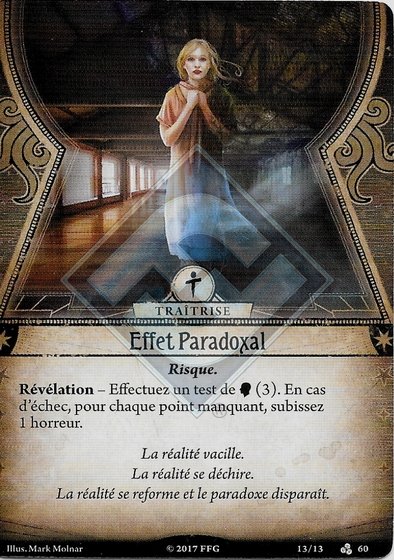 TRAÎTRISE
Effet Paradoxal
Risque.
Révélation – Effectuez un test de (3). En cas
d'échec, pour chaque point manquant, subissez
1 horreur.
La réalité vacille.
La réalité se déchire.
La réalité se reforme et le paradoxe disparaît.
Illus. Mark Molnar © 2017 FFG 13/13 60